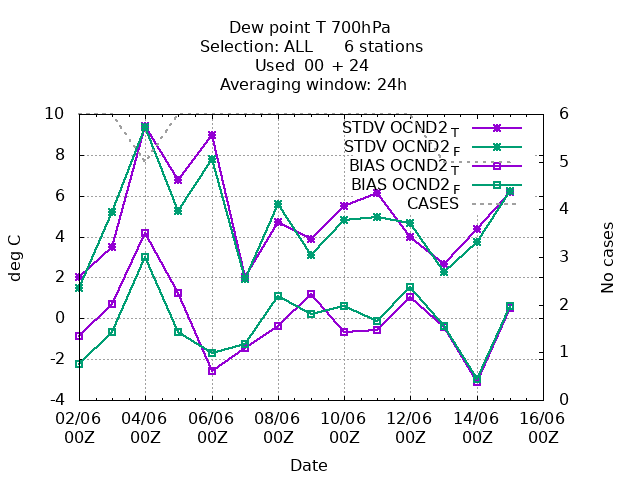 Dew point T 700hPa
Selection: ALL 6 stations
Used 00 + 24
Averaging window: 24h
STDV OCND2 T
STDV OCND2 F
BIAS OCND2 T
BIAS OCND2 F
CASES
10
8
6
4
2
0
-2
-4
deg C
6
5
4
3
2
1
0
No cases
02/06 04/06 06/06 08/06 10/06 12/06 14/06 16/06
00Z 00Z 00Z 00Z 00Z 00Z 00Z 00Z
Date